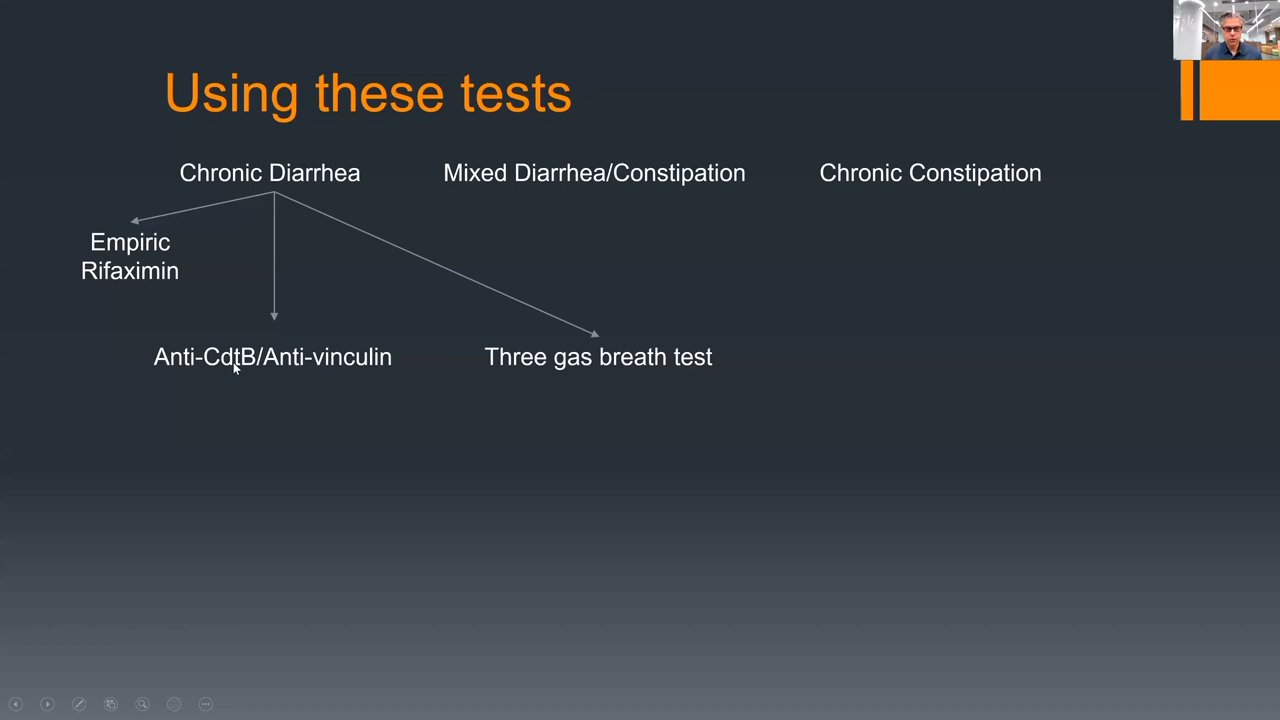 Using these tests
Chronic Diarrhea
Mixed Diarrhea/Constipation
Chronic Constipation
Empiric
Rifaximin
Anti-CdtB/Anti-vinculin
Three gas breath test